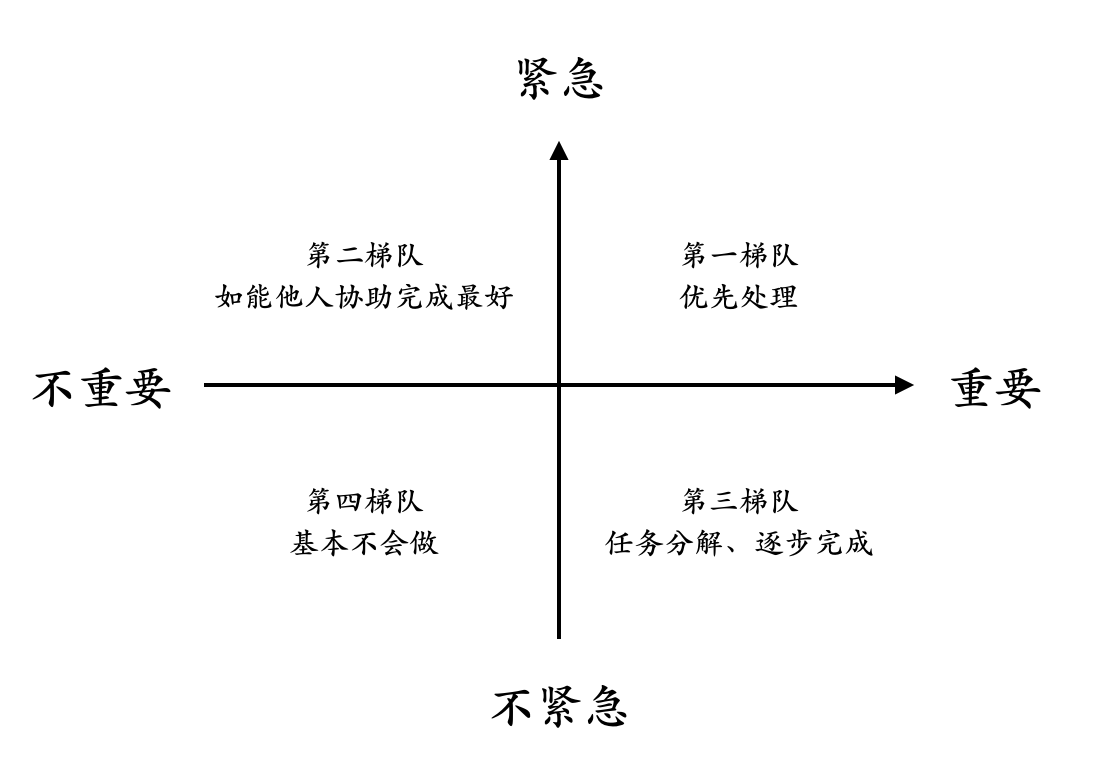 紧急
第二梯队
如能他人协助完成最好
第一梯队
优先处理
不重要
重要
第四梯队
基本不会做
第三梯队
任务分解、逐步完成
不紧急